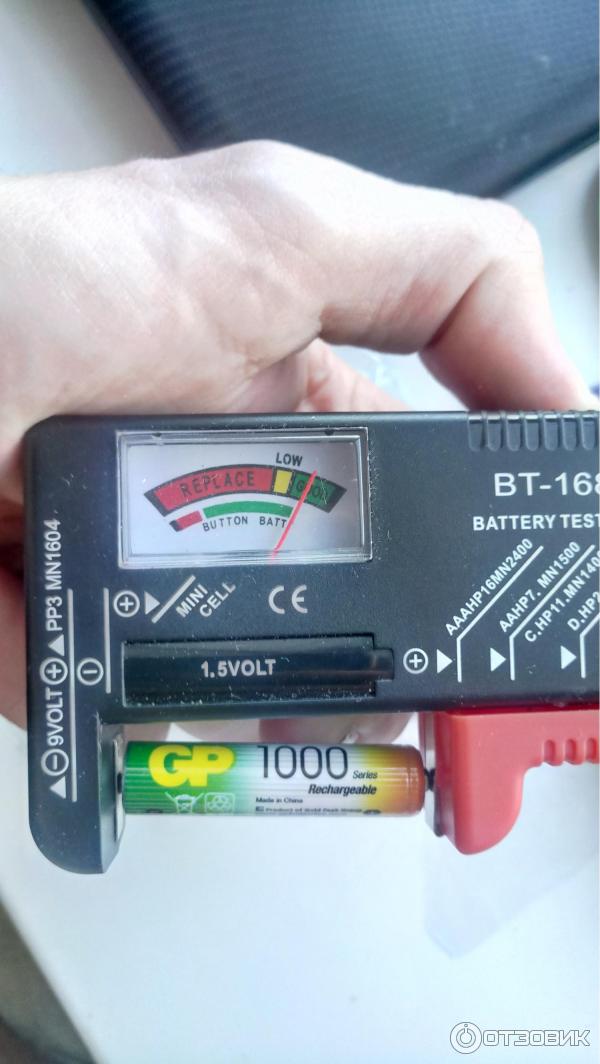 LOW
REPLACE GOOD
BUTTON BATT
BT-168
BATTERY TEST
PP3 MN1604
9VOLT
MINI
CELL
CE
AAAHP16MN2400
AAHP7. MN1500
C.HP11.MN1400
D.HP2
1.5VOLT
GP 1000 Series
Rechargeable
Made in China
ОТЗОВИК